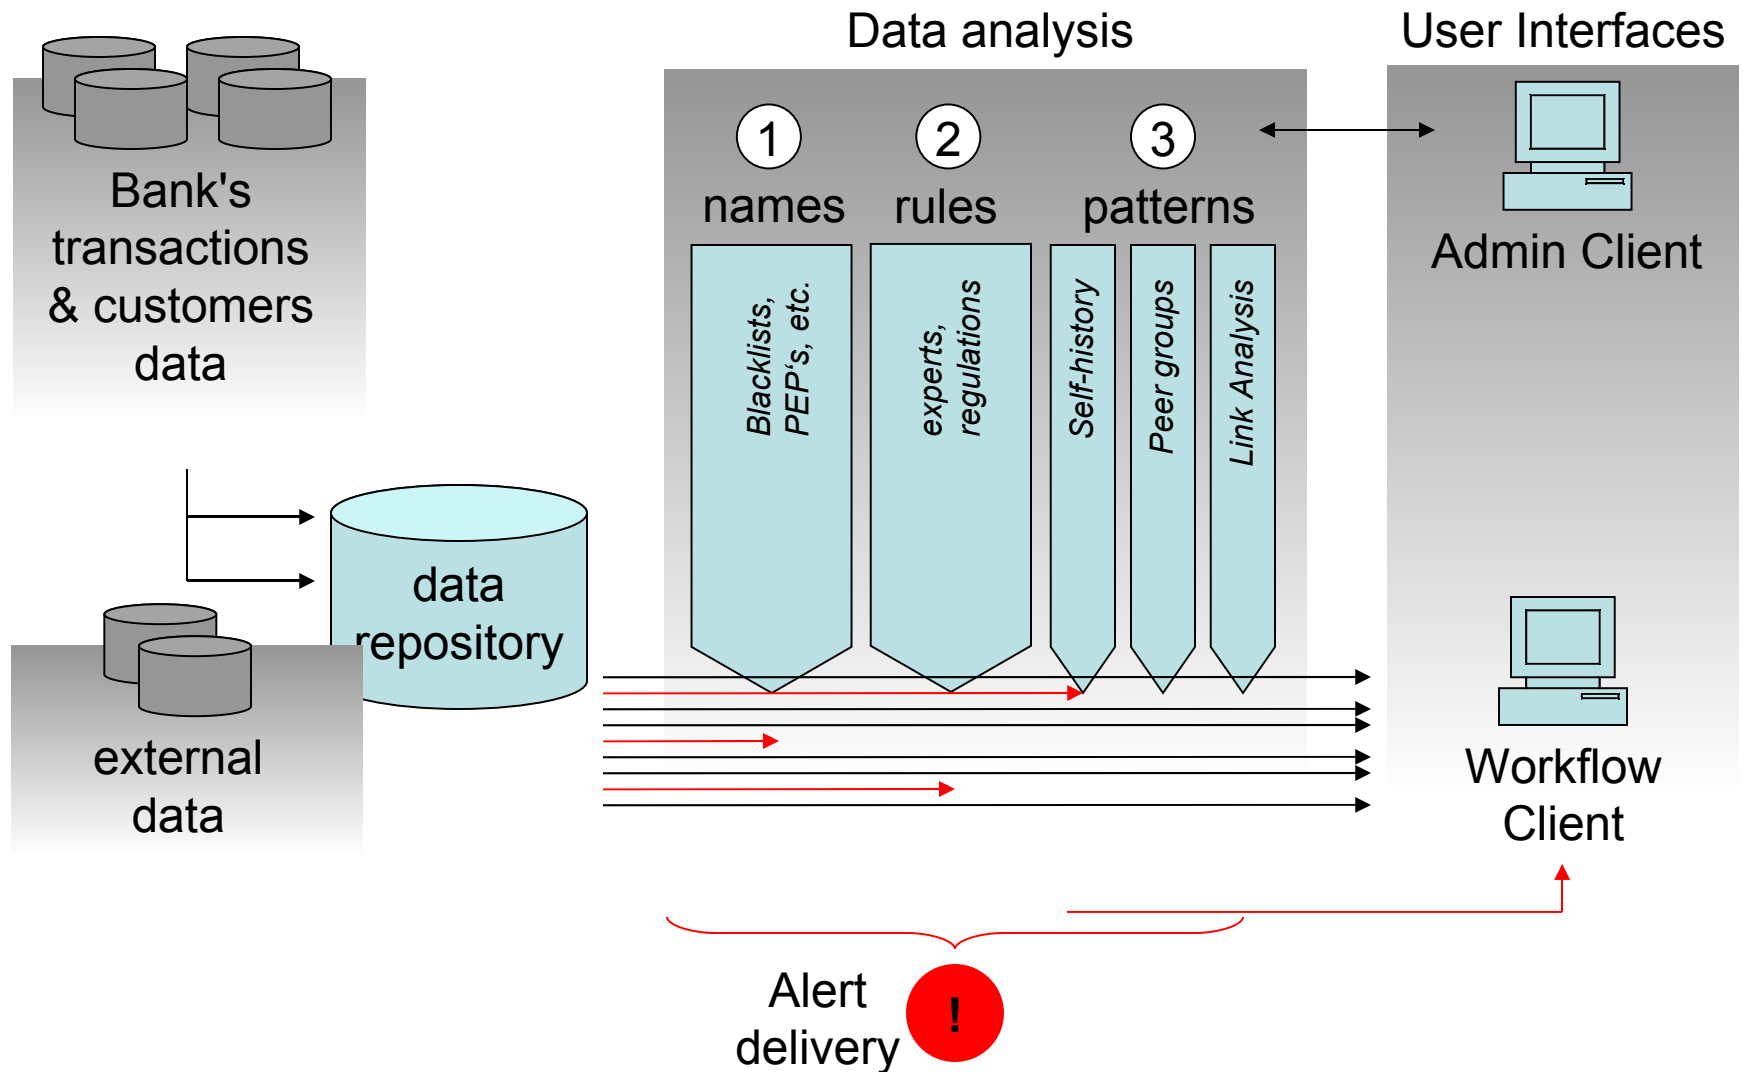 Data analysis
User Interfaces
Bank's
transactions
& customers
data
1
2
3
names
rules
patterns
Blacklists,
PEP‘s, etc.
experts,
regulations
Self-history
Peer groups
Link Analysis
Admin Client
data
repository
external
data
Workflow
Client
Alert
delivery
!